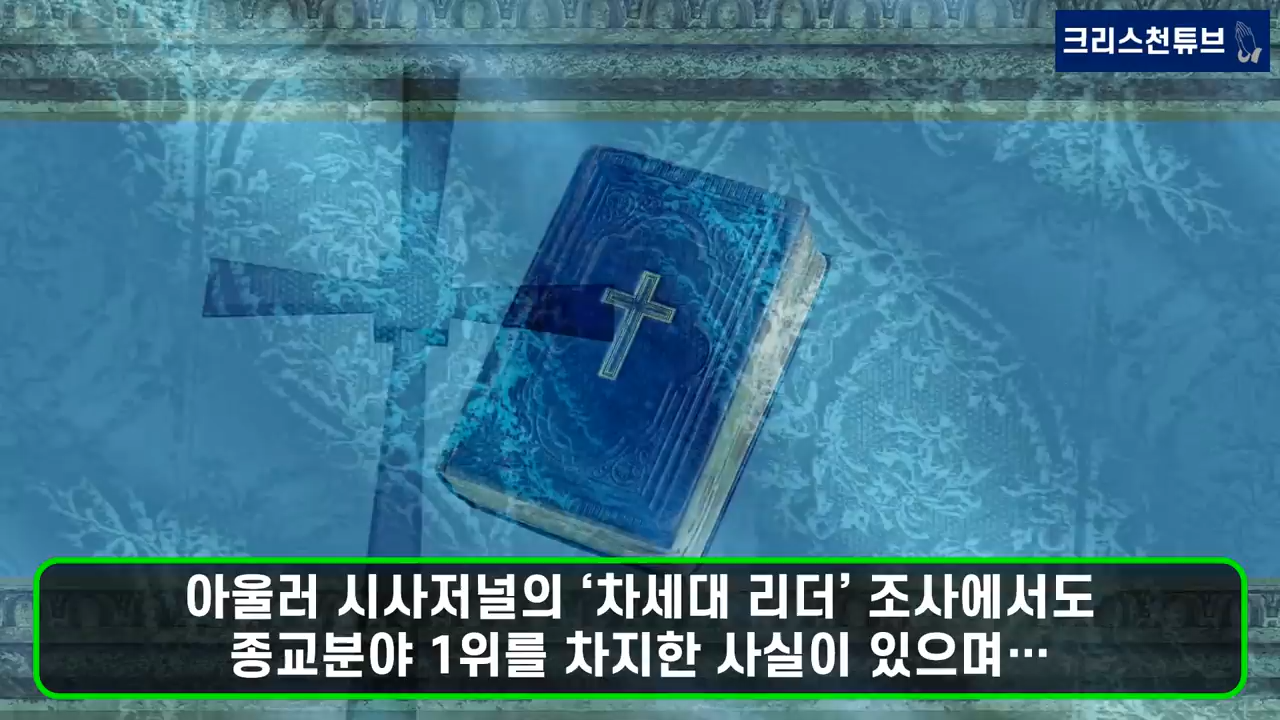 크리스천튜브
아울러 시사저널의 ‘차세대 리더’ 조사에서도
종교분야 1위를 차지한 사실이 있으며…